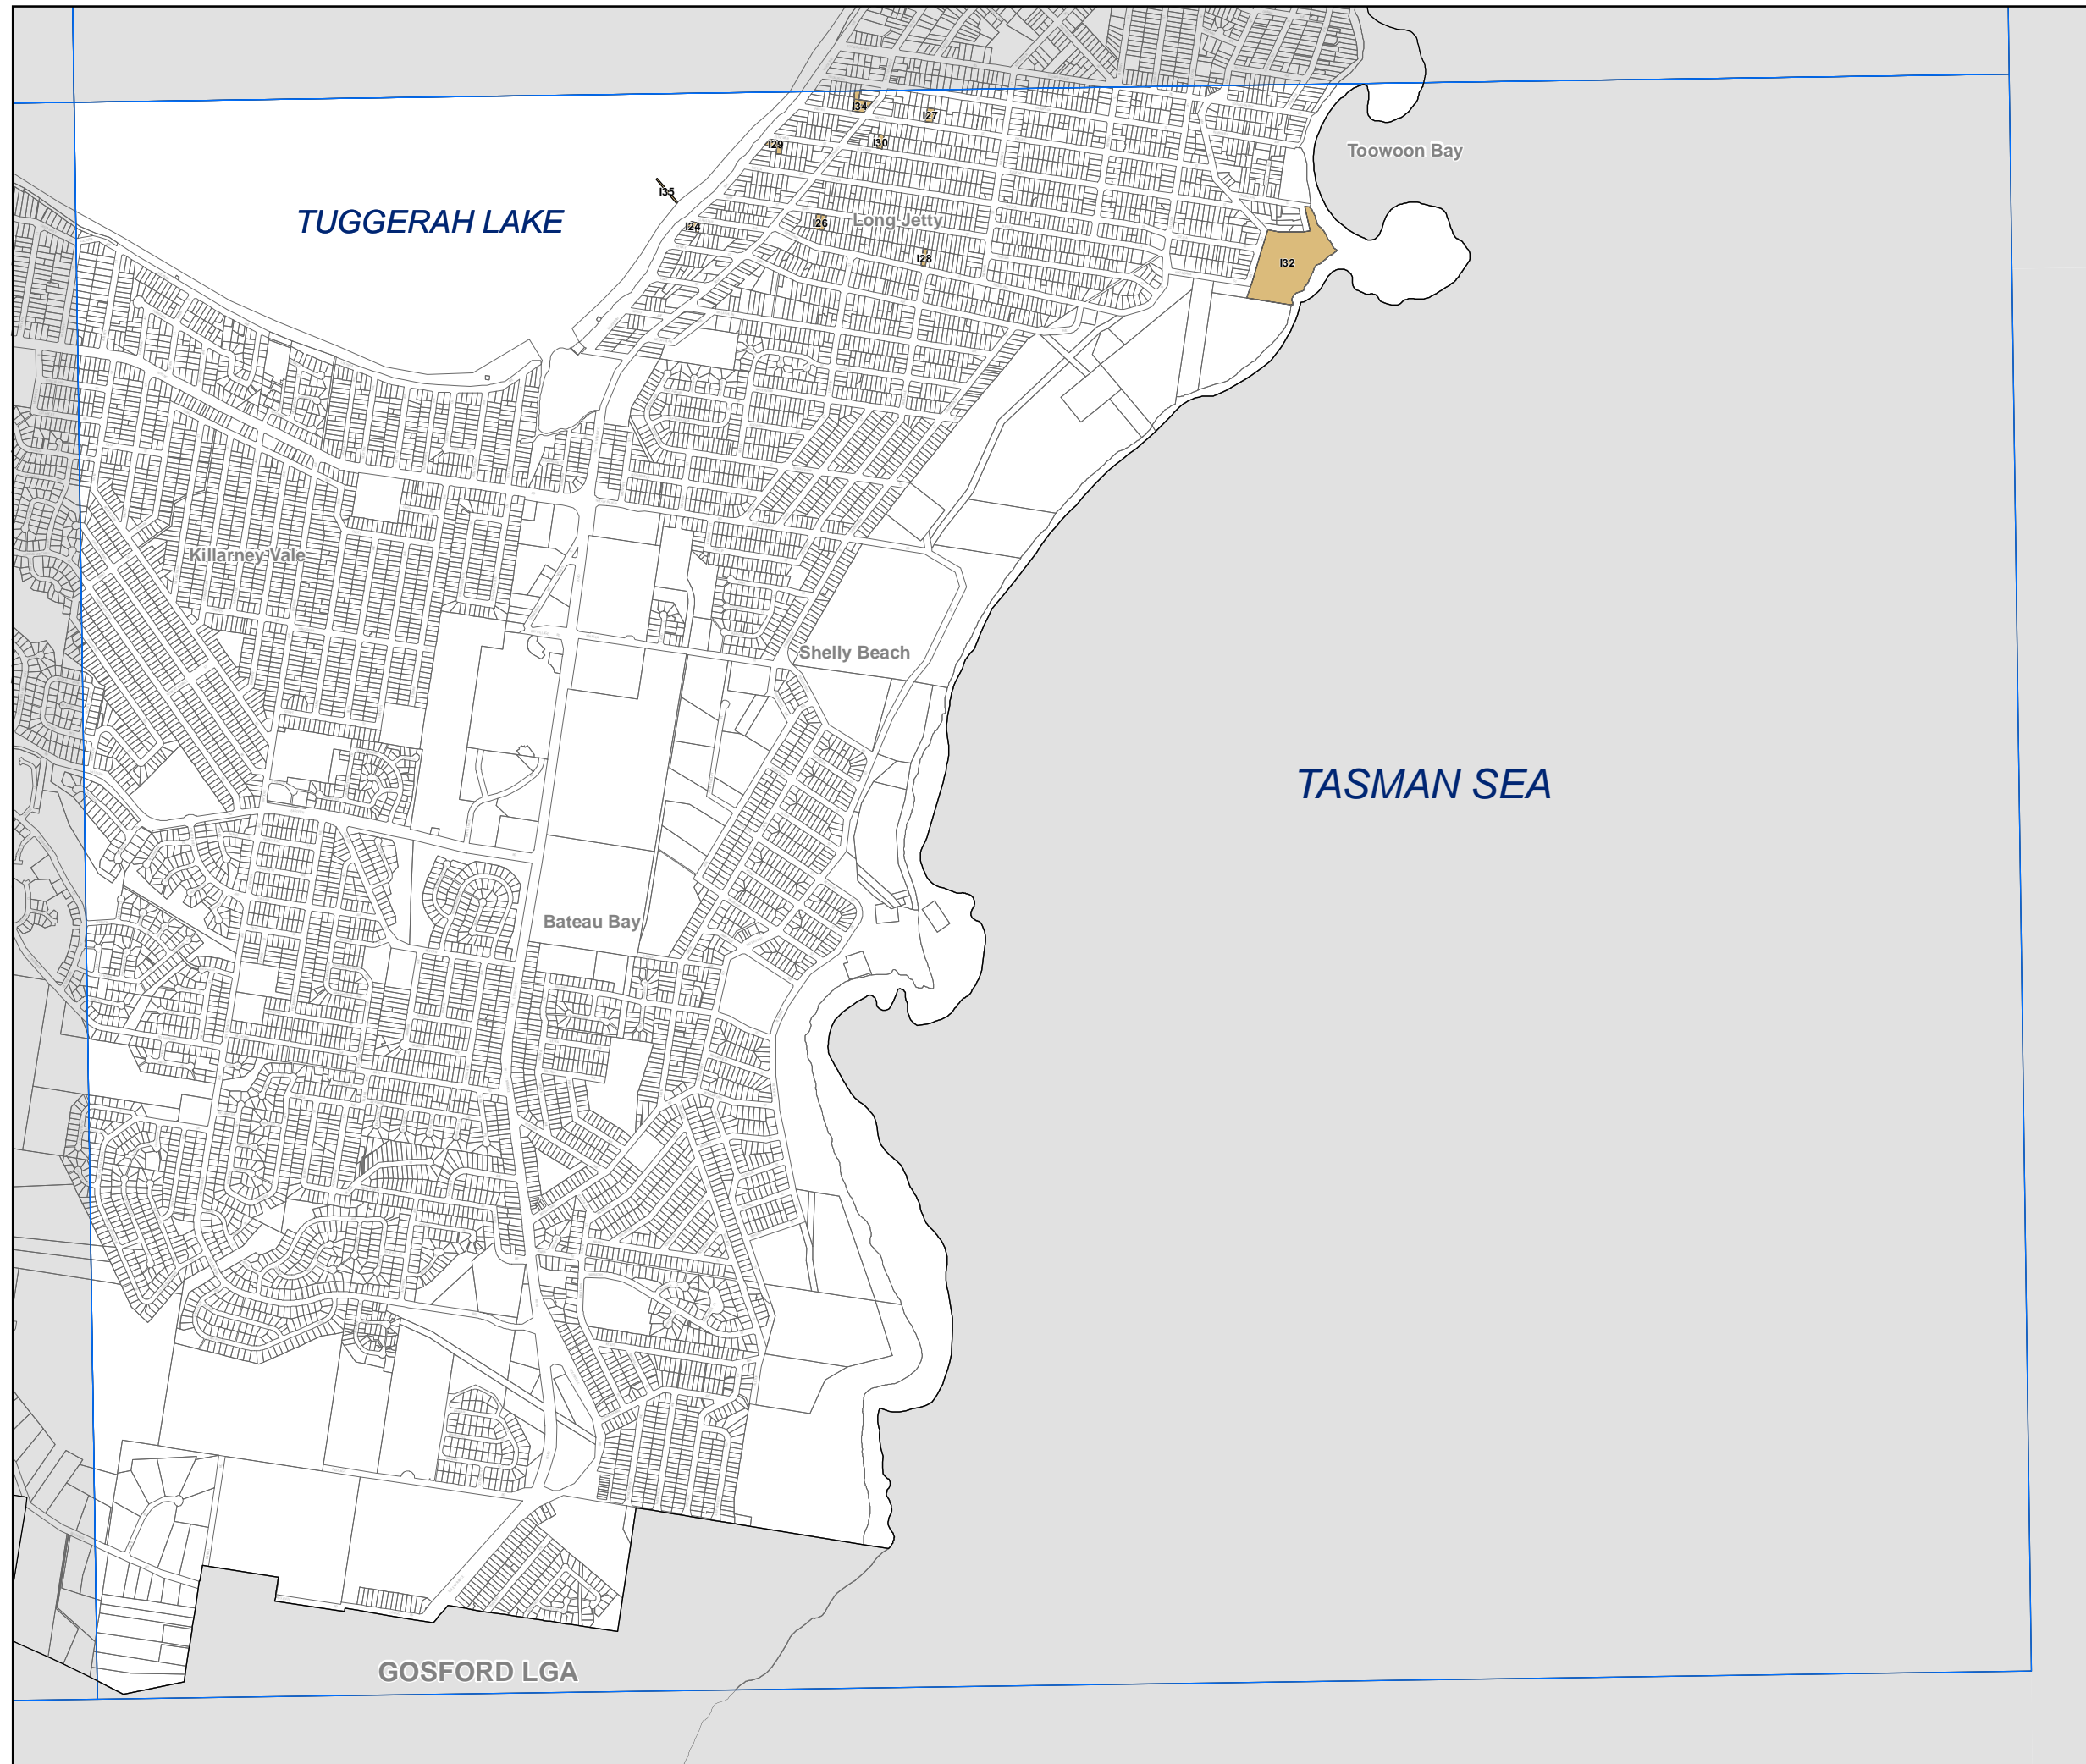 I34
I27
I30
I29
Toowoon Bay
I35
TUGGERAH LAKE
I24
I26
Long Jetty
I28
I32
Killarney Vale
Shelly Beach
TASMAN SEA
Bateau Bay
GOSFORD LGA